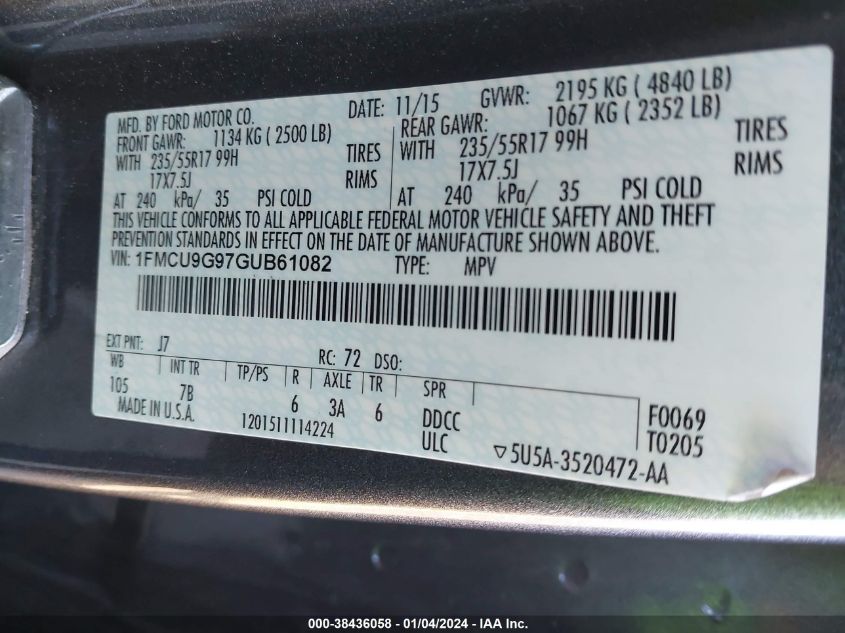 MFD. BY FORD MOTOR CO. DATE: 11/15 GVWR: 2195 KG ( 4840 LB)
FRONT GAWR: 1134 KG ( 2500 LB) REAR GAWR: 1067 KG ( 2352 LB)
WITH 235/55R17 99H TIRES WITH 235/55R17 99H TIRES
17X7.5J RIMS 17X7.5J RIMS
AT 240 kPa/ 35 PSI COLD AT 240 kPa/ 35 PSI COLD
THIS VEHICLE CONFORMS TO ALL APPLICABLE FEDERAL MOTOR VEHICLE SAFETY AND THEFT
PREVENTION STANDARDS IN EFFECT ON THE DATE OF MANUFACTURE SHOWN ABOVE.
VIN: 1FMCU9G97GUB61082 TYPE: MPV
EXT PNT: J7 RC: 72 DSO:
WB INT TR TP/PS R AXLE TR SPR
105 7B 6 3A 6 DDCC F0069
MADE IN U.S.A. 1201511114224 ULC T0205
▽5U5A-3520472-AA
000-38436058 - 01/04/2024 - IAA Inc.